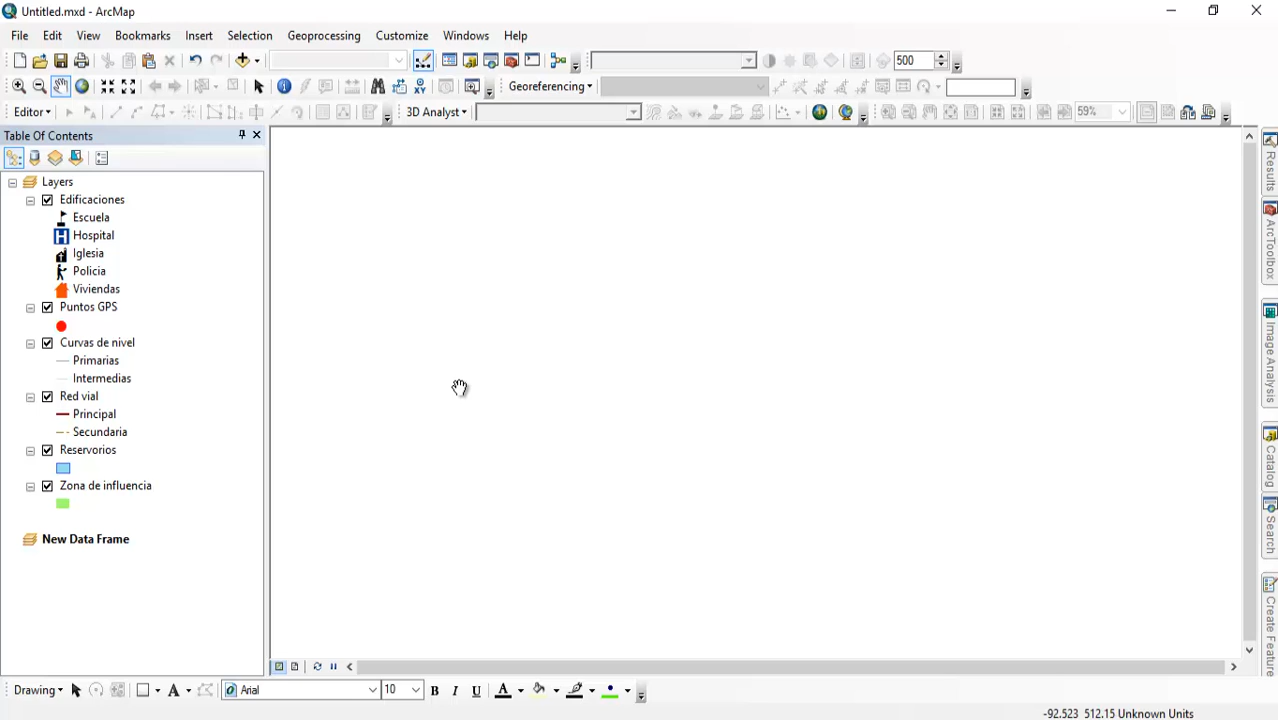 Untitled.mxd - ArcMap
File Edit View Bookmarks Insert Selection Geoprocessing Customize Windows Help
500
Georeferencing
Editor 3D Analyst 59%
Table Of Contents
Layers
Edificaciones
Escuela
H Hospital
Iglesia
Policia
Viviendas
Puntos GPS
Curvas de nivel
Primarias
Intermedias
Red vial
Principal
Secundaria
Reservorios
Zona de influencia
New Data Frame
Results
ArcToolbox
Image Analysis
Catalog
Search
Create Feature
Drawing A Arial 10 B I U A
-92.523 512.15 Unknown Units